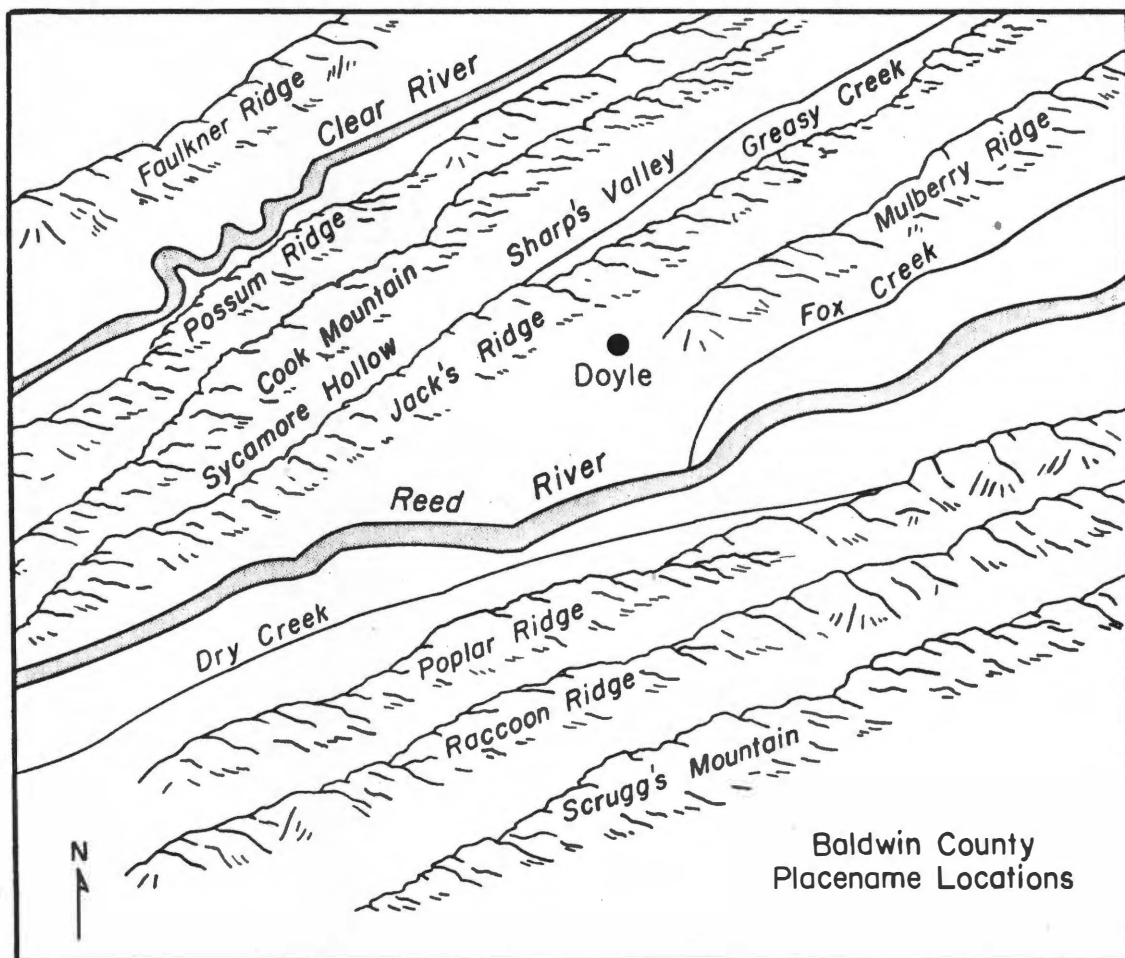 Faulkner Ridge
Clear River
Possum Ridge
Cook Mountain
Sycamore Hollow
Sharp's Valley
Greasy Creek
Jack's Ridge
Mulberry Ridge
Fox Creek
Doyle
Reed River
Dry Creek
Poplar Ridge
Raccoon Ridge
Scrugg's Mountain
N
Baldwin County
Placename Locations